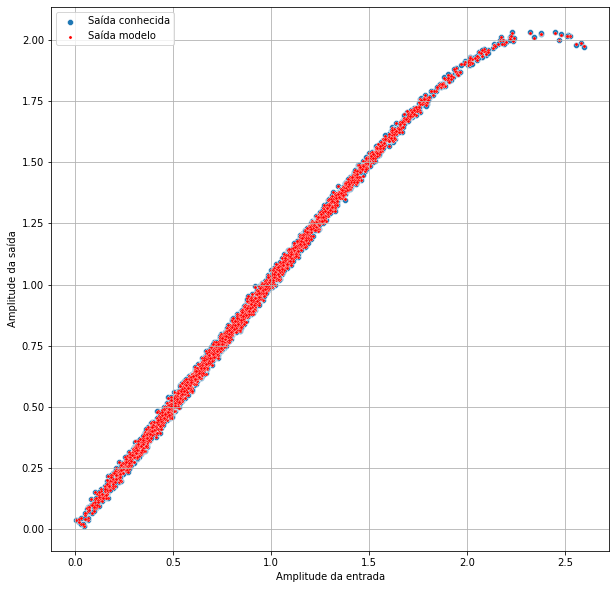 Saída conhecida
Saída modelo
2.00
1.75
1.50
1.25
1.00
0.75
0.50
0.25
0.00
Amplitude da saída
0.0 0.5 1.0 1.5 2.0 2.5
Amplitude da entrada